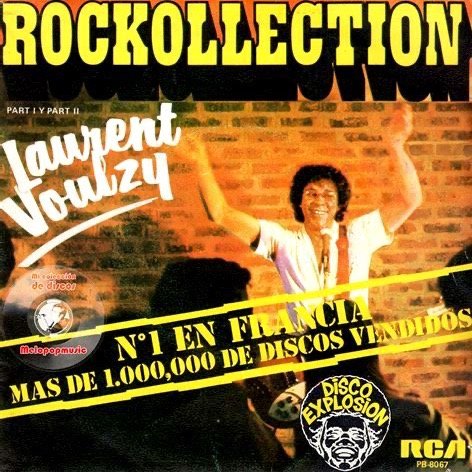 ROCKOLLECTION
PART I Y PART II
Laurent
Voulzy
Mi colección
de discos
Melopopmusic
N°1 EN FRANCIA
MAS DE 1.000,000 DE DISCOS VENDIDOS
DISCO
EXPLOSION
RCA
PB-8067